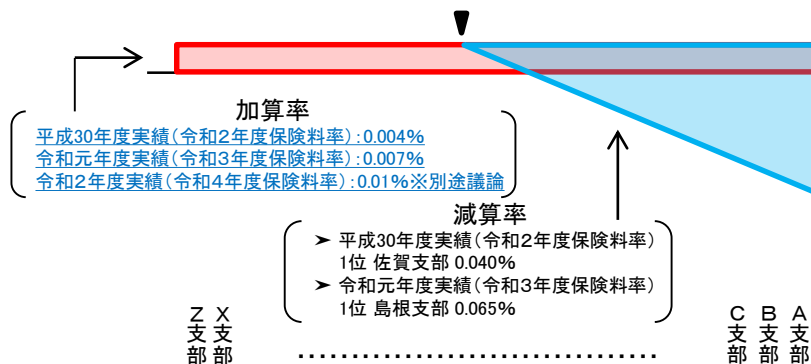 加算率
平成30年度実績(令和2年度保険料率):0.004%
令和元年度実績(令和3年度保険料率):0.007%
令和2年度実績(令和4年度保険料率):0.01%※別途議論
減算率
➤ 平成30年度実績(令和2年度保険料率)
1位 佐賀支部 0.040%
➤ 令和元年度実績(令和3年度保険料率)
1位 島根支部 0.065%
Z支部
X支部
C支部
B支部
A支部